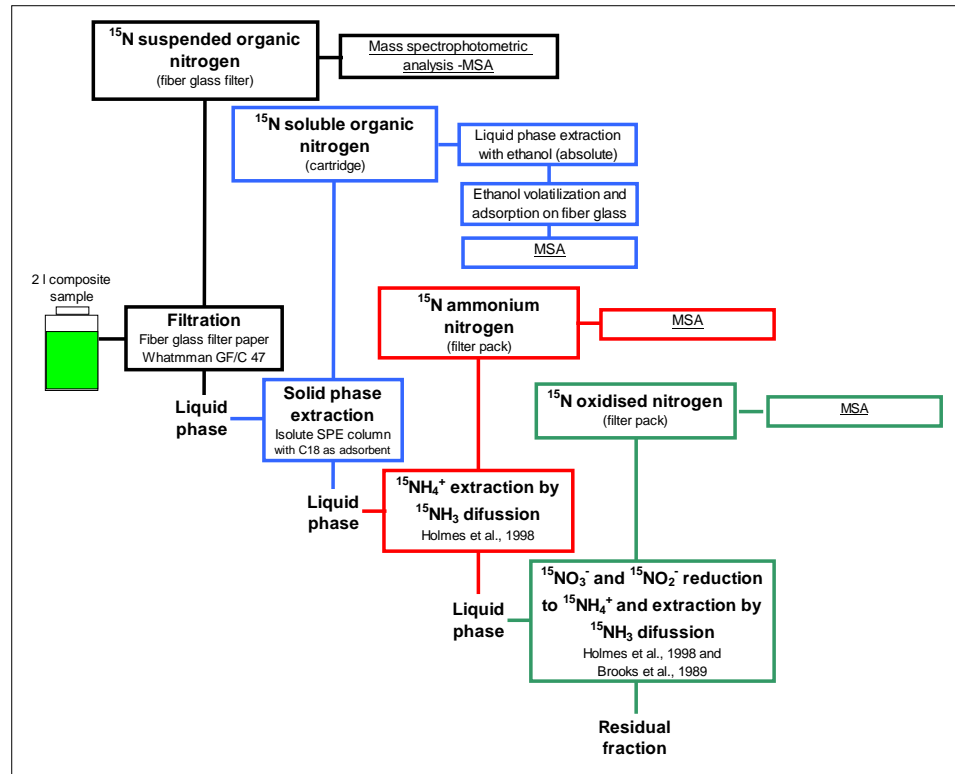 ¹⁵N suspended organic
nitrogen
(fiber glass filter)
Mass spectrophotometric
analysis -MSA
¹⁵N soluble organic
nitrogen
(cartridge)
Liquid phase extraction
with ethanol (absolute)
Ethanol volatilization and
adsorption on fiber glass
MSA
2 l composite
sample
Filtration
Fiber glass filter paper
Whatmman GF/C 47
Liquid
phase
¹⁵N ammonium
nitrogen
(filter pack)
MSA
Solid phase
extraction
Isolute SPE column
with C18 as adsorbent
Liquid
phase
¹⁵N oxidised nitrogen
(filter pack)
MSA
¹⁵NH₄⁺ extraction by
¹⁵NH₃ difussion
Holmes et al., 1998
Liquid
phase
¹⁵NO₃⁻ and ¹⁵NO₂⁻ reduction
to ¹⁵NH₄⁺ and extraction by
¹⁵NH₃ difussion
Holmes et al., 1998 and
Brooks et al., 1989
Residual
fraction